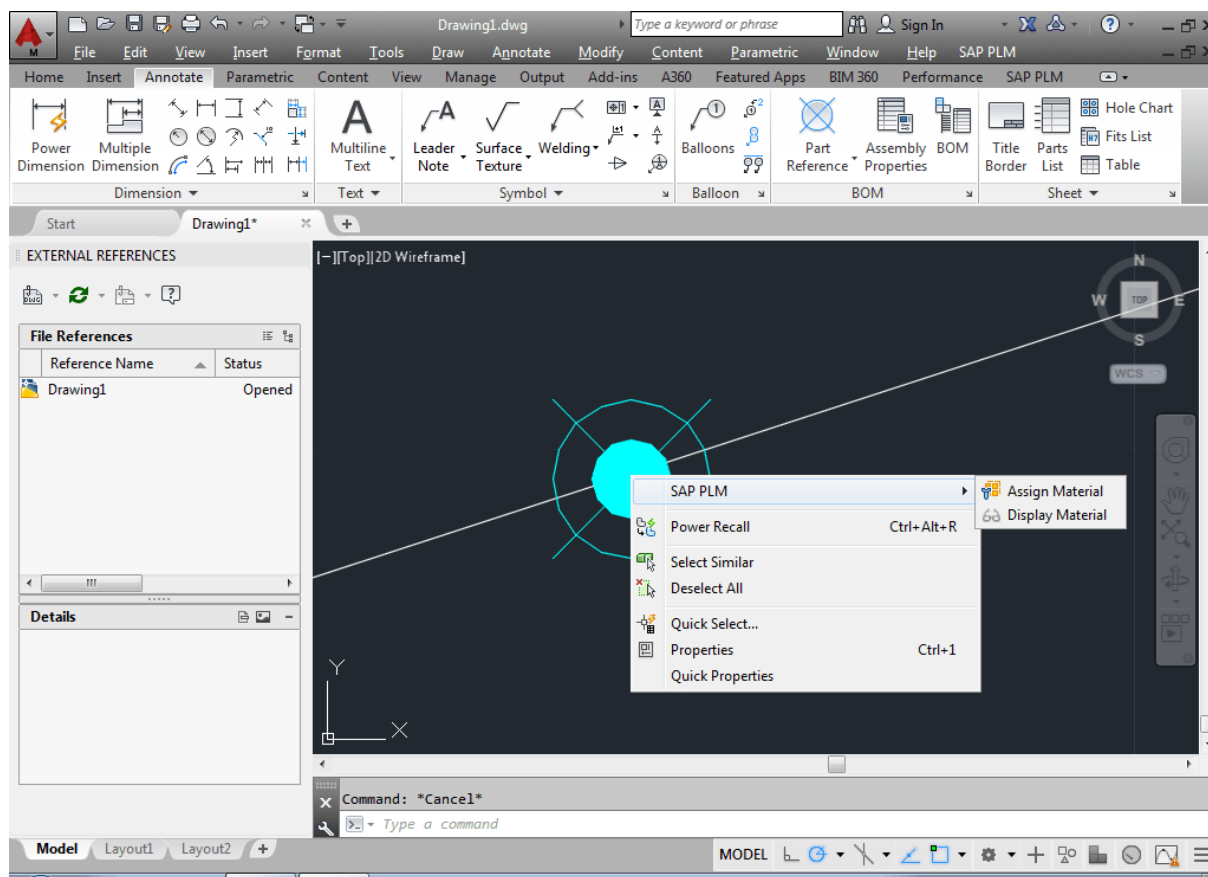 Drawing1.dwg Type a keyword or phrase Sign In
M File Edit View Insert Format Tools Draw Annotate Modify Content Parametric Window Help SAP PLM
Home Insert Annotate Parametric Content View Manage Output Add-ins A360 Featured Apps BIM 360 Performance SAP PLM
Power Dimension
Multiple Dimension
Multiline Text
Leader Note
Surface Texture
Welding
Balloons
Part Reference
Assembly Properties
BOM
Title Border
Parts List
Hole Chart
Fits List
Table
Dimension Text Symbol Balloon BOM Sheet
Start Drawing1*
EXTERNAL REFERENCES
DWG
File References
Reference Name Status
Drawing1 Opened
Details
[−][Top][2D Wireframe]
N
W TOP E
S
WCS
SAP PLM
Power Recall Ctrl+Alt+R
Select Similar
Deselect All
Quick Select...
Properties Ctrl+1
Quick Properties
Assign Material
Display Material
Y
X
Command: *Cancel*
Type a command
Model Layout1 Layout2
MODEL